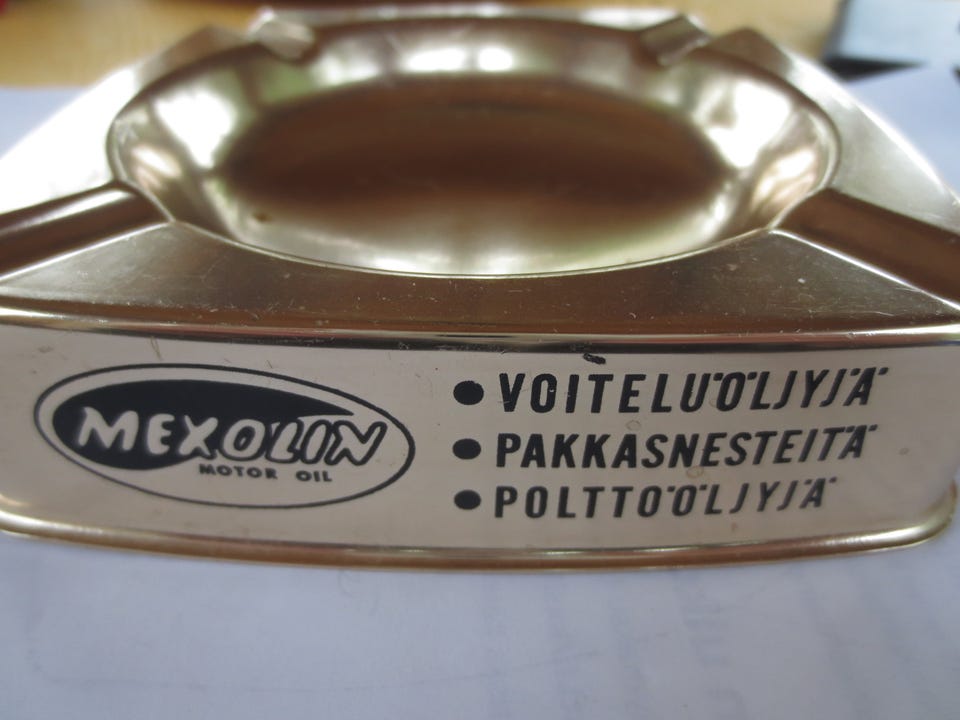 MEXOLIN
MOTOR OIL
● VOITELUÖLJYJÄ
● PAKKASNESTEITÄ
● POLTTOÖLJYJÄ